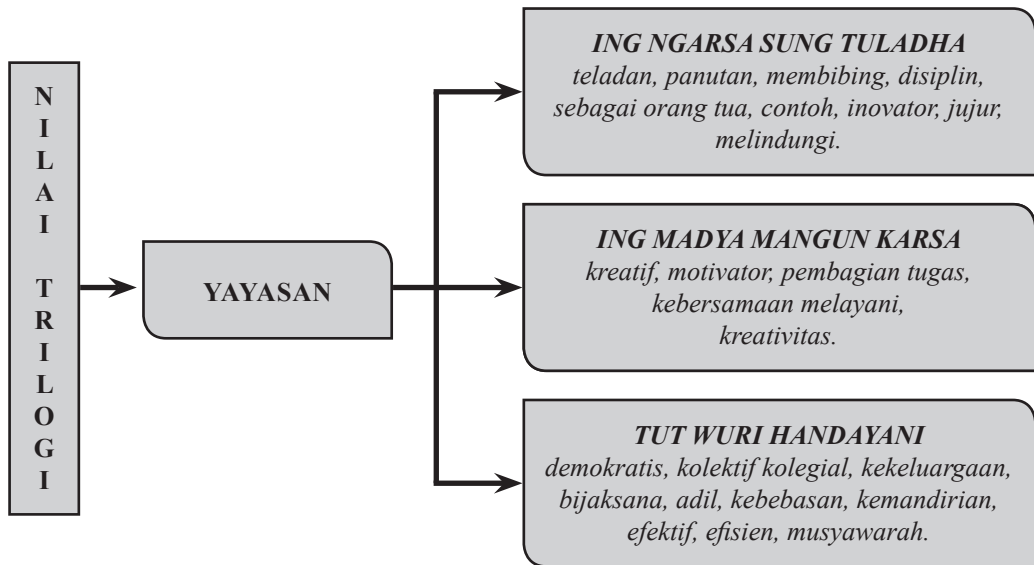 NILAI TRILOGI
YAYASAN
ING NGARSA SUNG TULADHA
teladan, panutan, membibing, disiplin,
sebagai orang tua, contoh, inovator, jujur,
melindungi.
ING MADYA MANGUN KARSA
kreatif, motivator, pembagian tugas,
kebersamaan melayani,
kreativitas.
TUT WURI HANDAYANI
demokratis, kolektif kolegial, kekeluargaan,
bijaksana, adil, kebebasan, kemandirian,
efektif, efisien, musyawarah.